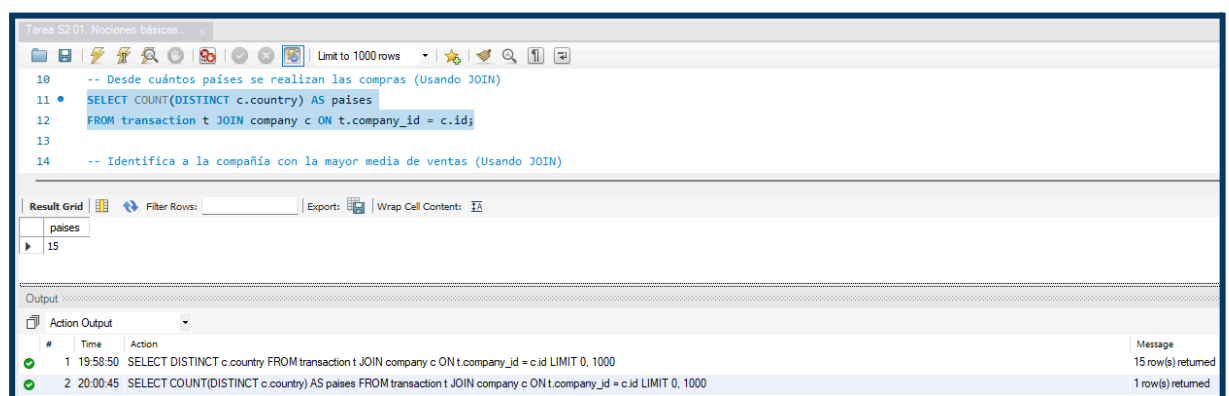 Tarea S2.01. Nociones básicas... x
Limit to 1000 rows
10 -- Desde cuántos países se realizan las compras (Usando JOIN)
11 SELECT COUNT(DISTINCT c.country) AS paises
12 FROM transaction t JOIN company c ON t.company_id = c.id;
13
14 -- Identifica a la compañía con la mayor media de ventas (Usando JOIN)
Result Grid Filter Rows: Export: Wrap Cell Content: IA
paises
15
Output
Action Output
# Time Action Message
1 19:58:50 SELECT DISTINCT c.country FROM transaction t JOIN company c ON t.company_id = c.id LIMIT 0, 1000 15 row(s) returned
2 20:00:45 SELECT COUNT(DISTINCT c.country) AS paises FROM transaction t JOIN company c ON t.company_id = c.id LIMIT 0, 1000 1 row(s) returned